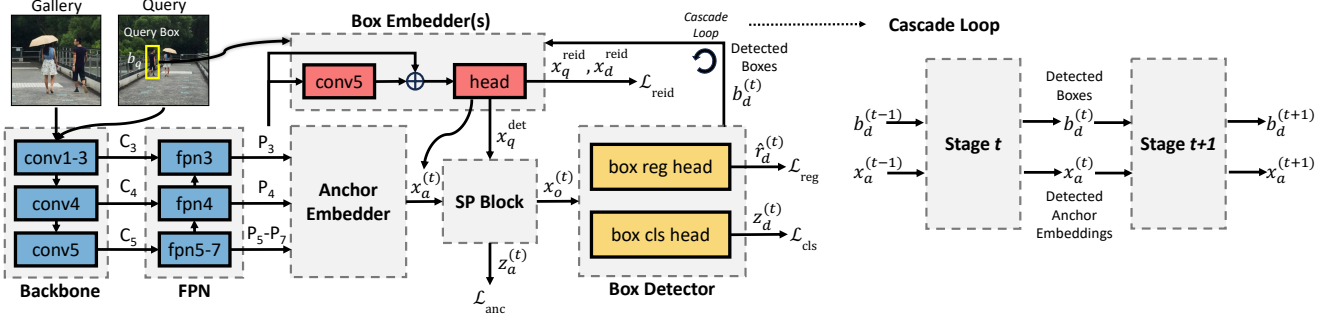 Gallery
Query
Query Box
b_q
Box Embedder(s)
conv5
⊕
head
x_q^reid, x_d^reid
ℒ_reid
Cascade
Loop
Detected
Boxes
b_d^(t)
conv1-3
conv4
conv5
Backbone
C_3
C_4
C_5
fpn3
fpn4
fpn5-7
FPN
P_3
P_4
P_5-P_7
Anchor
Embedder
x_a^(t)
x_q^det
SP Block
z_a^(t)
ℒ_anc
x_o^(t)
box reg head
box cls head
Box Detector
r̂_d^(t)
ℒ_reg
z_d^(t)
ℒ_cls
Cascade Loop
b_d^(t-1)
x_a^(t-1)
Stage t
Detected
Boxes
b_d^(t)
x_a^(t)
Detected
Anchor
Embeddings
Stage t+1
b_d^(t+1)
x_a^(t+1)